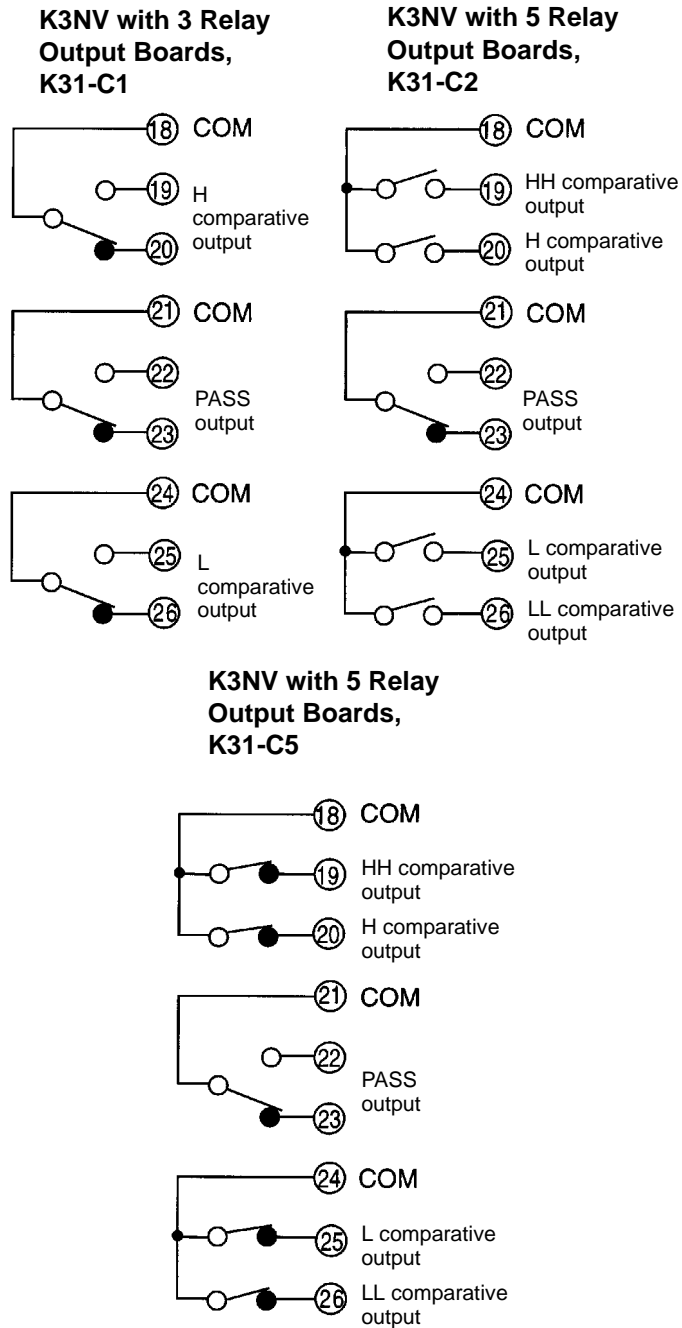 K3NV with 3 Relay
Output Boards,
K31-C1
18 COM
19 H
comparative
20 output
21 COM
22
PASS
23 output
24 COM
25 L
comparative
26 output
K3NV with 5 Relay
Output Boards,
K31-C2
18 COM
19 HH comparative
output
20 H comparative
output
21 COM
22
PASS
23 output
24 COM
25 L comparative
output
26 LL comparative
output
K3NV with 5 Relay
Output Boards,
K31-C5
18 COM
19 HH comparative
output
20 H comparative
output
21 COM
22
PASS
23 output
24 COM
25 L comparative
output
26 LL comparative
output